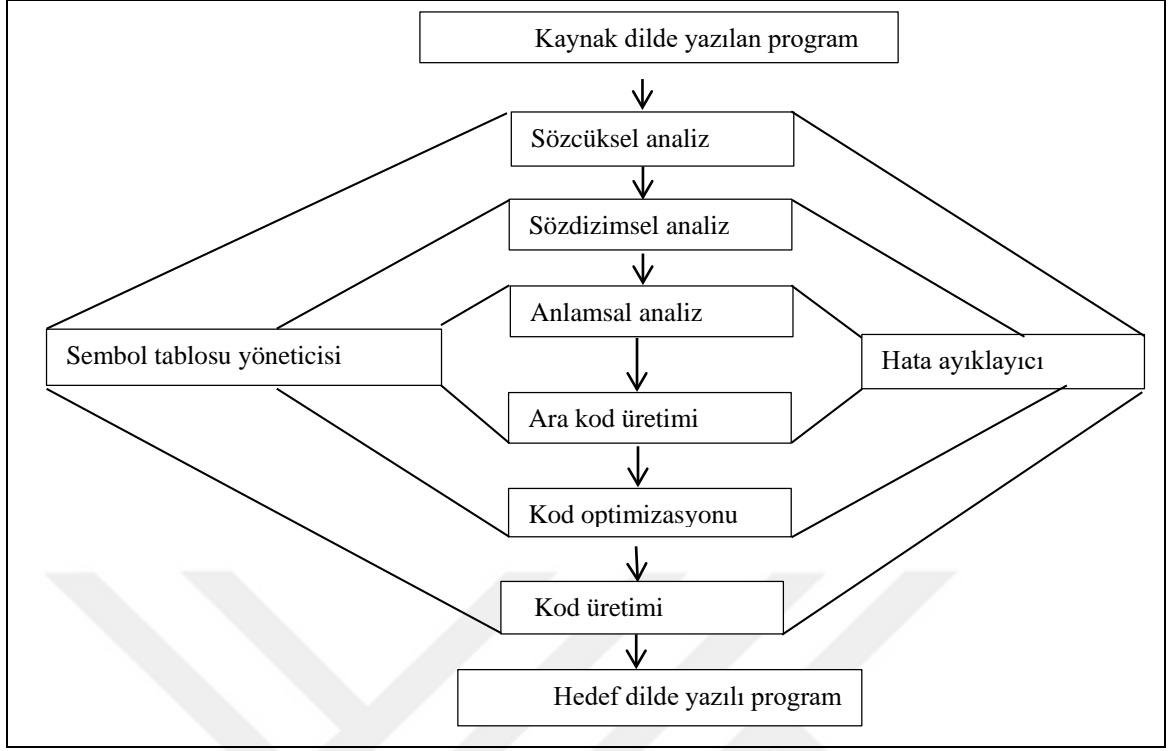 Kaynak dilde yazılan program
Sözcüksel analiz
Sözdizimsel analiz
Anlamsal analiz
Sembol tablosu yöneticisi
Hata ayıklayıcı
Ara kod üretimi
Kod optimizasyonu
Kod üretimi
Hedef dilde yazılı program